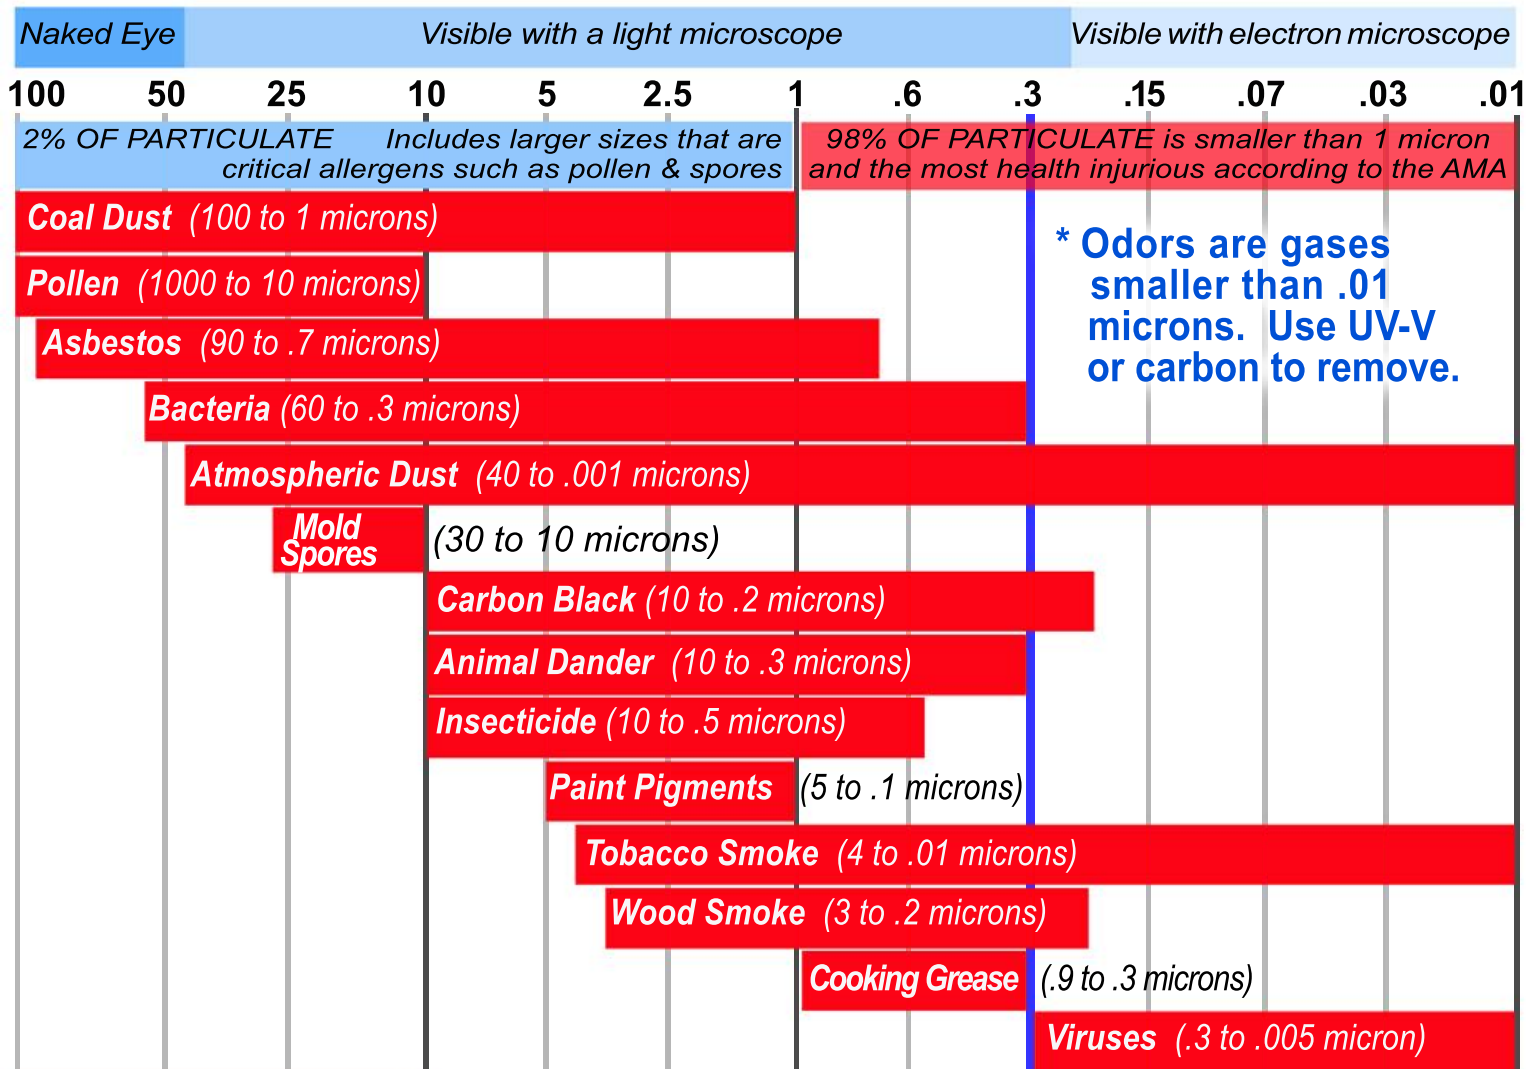 Naked Eye Visible with a light microscope Visible with electron microscope
100 50 25 10 5 2.5 1 .6 .3 .15 .07 .03 .01
2% OF PARTICULATE Includes larger sizes that are
critical allergens such as pollen & spores
98% OF PARTICULATE is smaller than 1 micron
and the most health injurious according to the AMA
Coal Dust (100 to 1 microns)
* Odors are gases
smaller than .01
microns. Use UV-V
or carbon to remove.
Pollen (1000 to 10 microns)
Asbestos (90 to .7 microns)
Bacteria (60 to .3 microns)
Atmospheric Dust (40 to .001 microns)
Mold
Spores
(30 to 10 microns)
Carbon Black (10 to .2 microns)
Animal Dander (10 to .3 microns)
Insecticide (10 to .5 microns)
Paint Pigments (5 to .1 microns)
Tobacco Smoke (4 to .01 microns)
Wood Smoke (3 to .2 microns)
Cooking Grease (.9 to .3 microns)
Viruses (.3 to .005 micron)